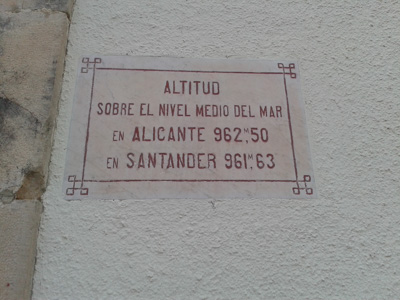 ALTITUD
SOBRE EL NIVEL MEDIO DEL MAR
EN ALICANTE 962M,50
EN SANTANDER 961M,63